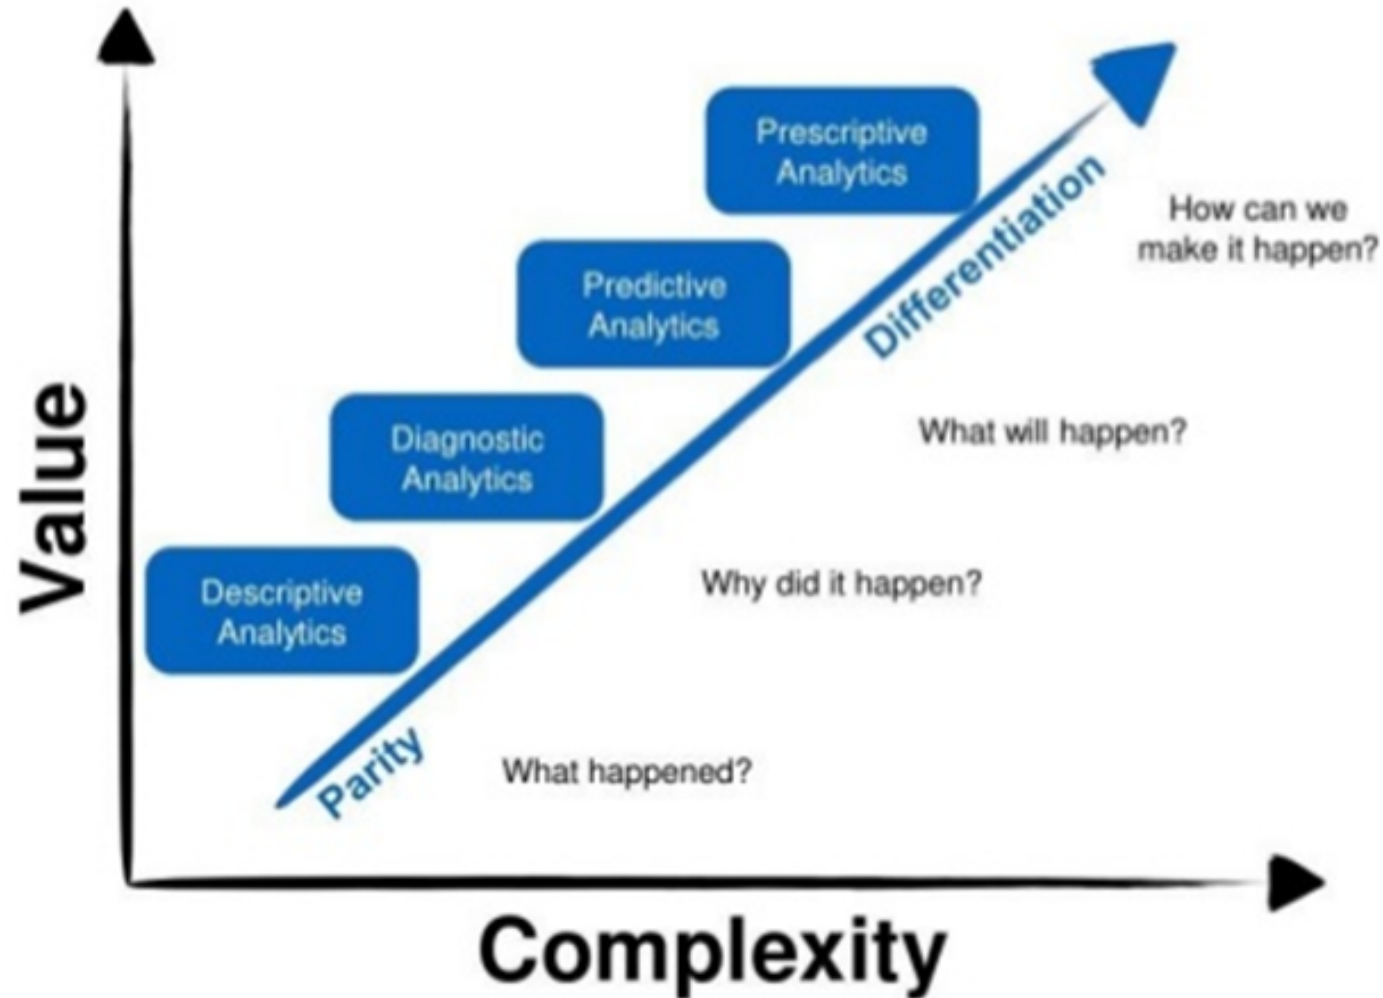 Prescriptive
Analytics
Differentiation
How can we
make it happen?
Predictive
Analytics
What will happen?
Diagnostic
Analytics
Why did it happen?
Descriptive
Analytics
Parity
What happened?
Value
Complexity